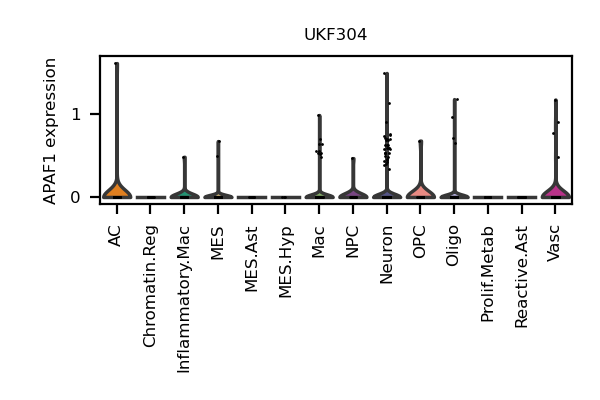 UKF304
APAF1 expression
1
0
AC
Chromatin.Reg
Inflammatory.Mac
MES
MES.Ast
MES.Hyp
Mac
NPC
Neuron
OPC
Oligo
Prolif.Metab
Reactive.Ast
Vasc